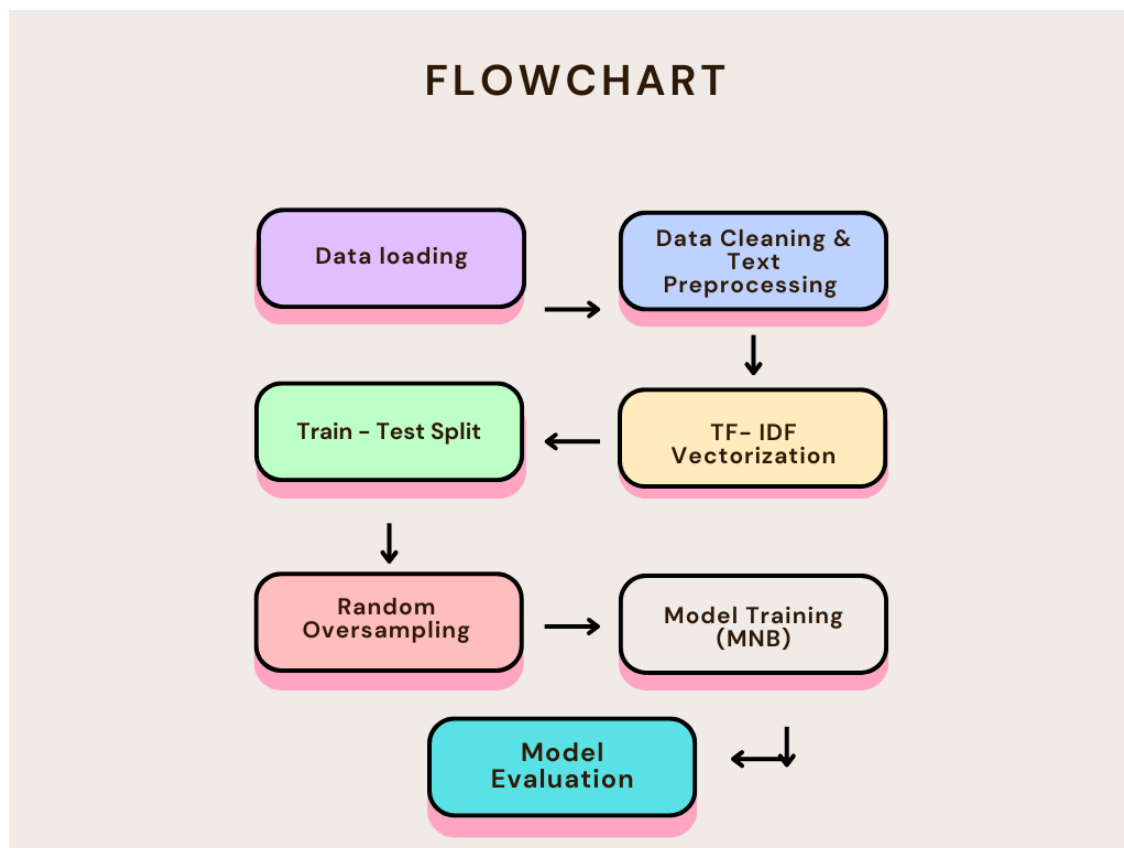 FLOWCHART
Data loading
Data Cleaning &
Text
Preprocessing
TF- IDF
Vectorization
Train - Test Split
Random
Oversampling
Model Training
(MNB)
Model
Evaluation